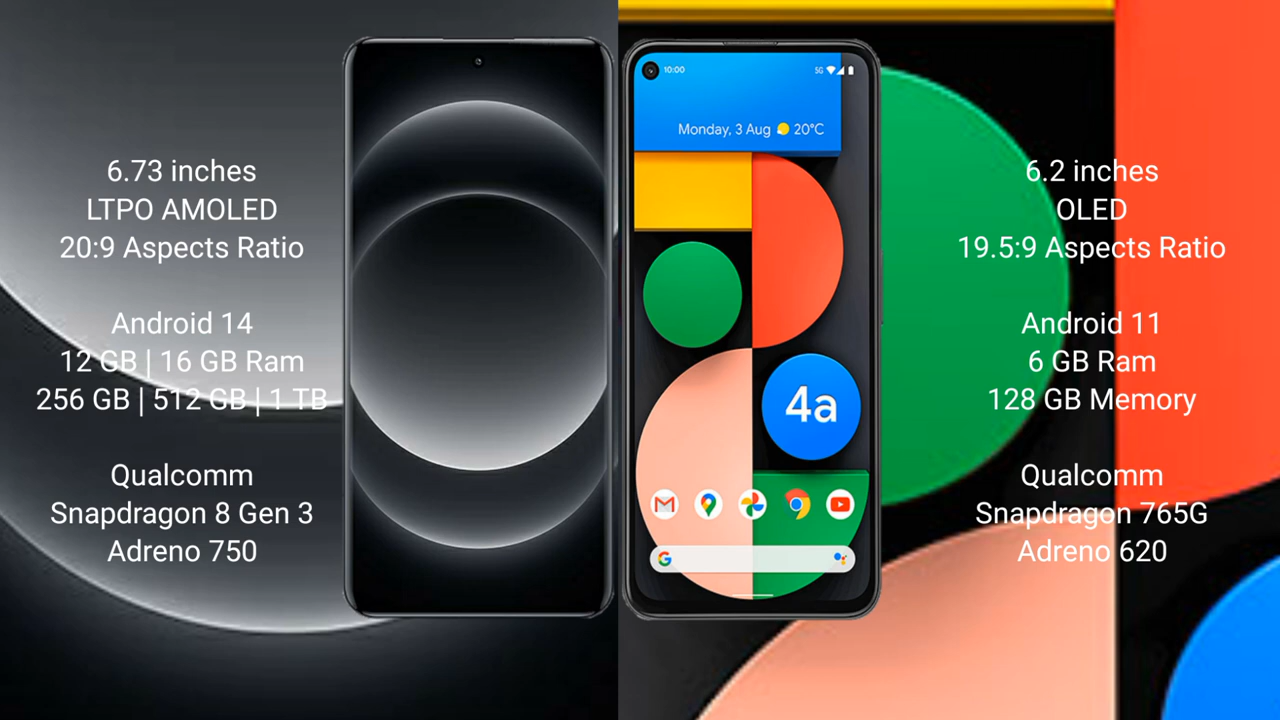 6.73 inches
LTPO AMOLED
20:9 Aspects Ratio
Android 14
12 GB | 16 GB Ram
256 GB | 512 GB | 1 TB
Qualcomm
Snapdragon 8 Gen 3
Adreno 750
10:00
5G
Monday, 3 Aug 20°C
4a
G
6.2 inches
OLED
19.5:9 Aspects Ratio
Android 11
6 GB Ram
128 GB Memory
Qualcomm
Snapdragon 765G
Adreno 620